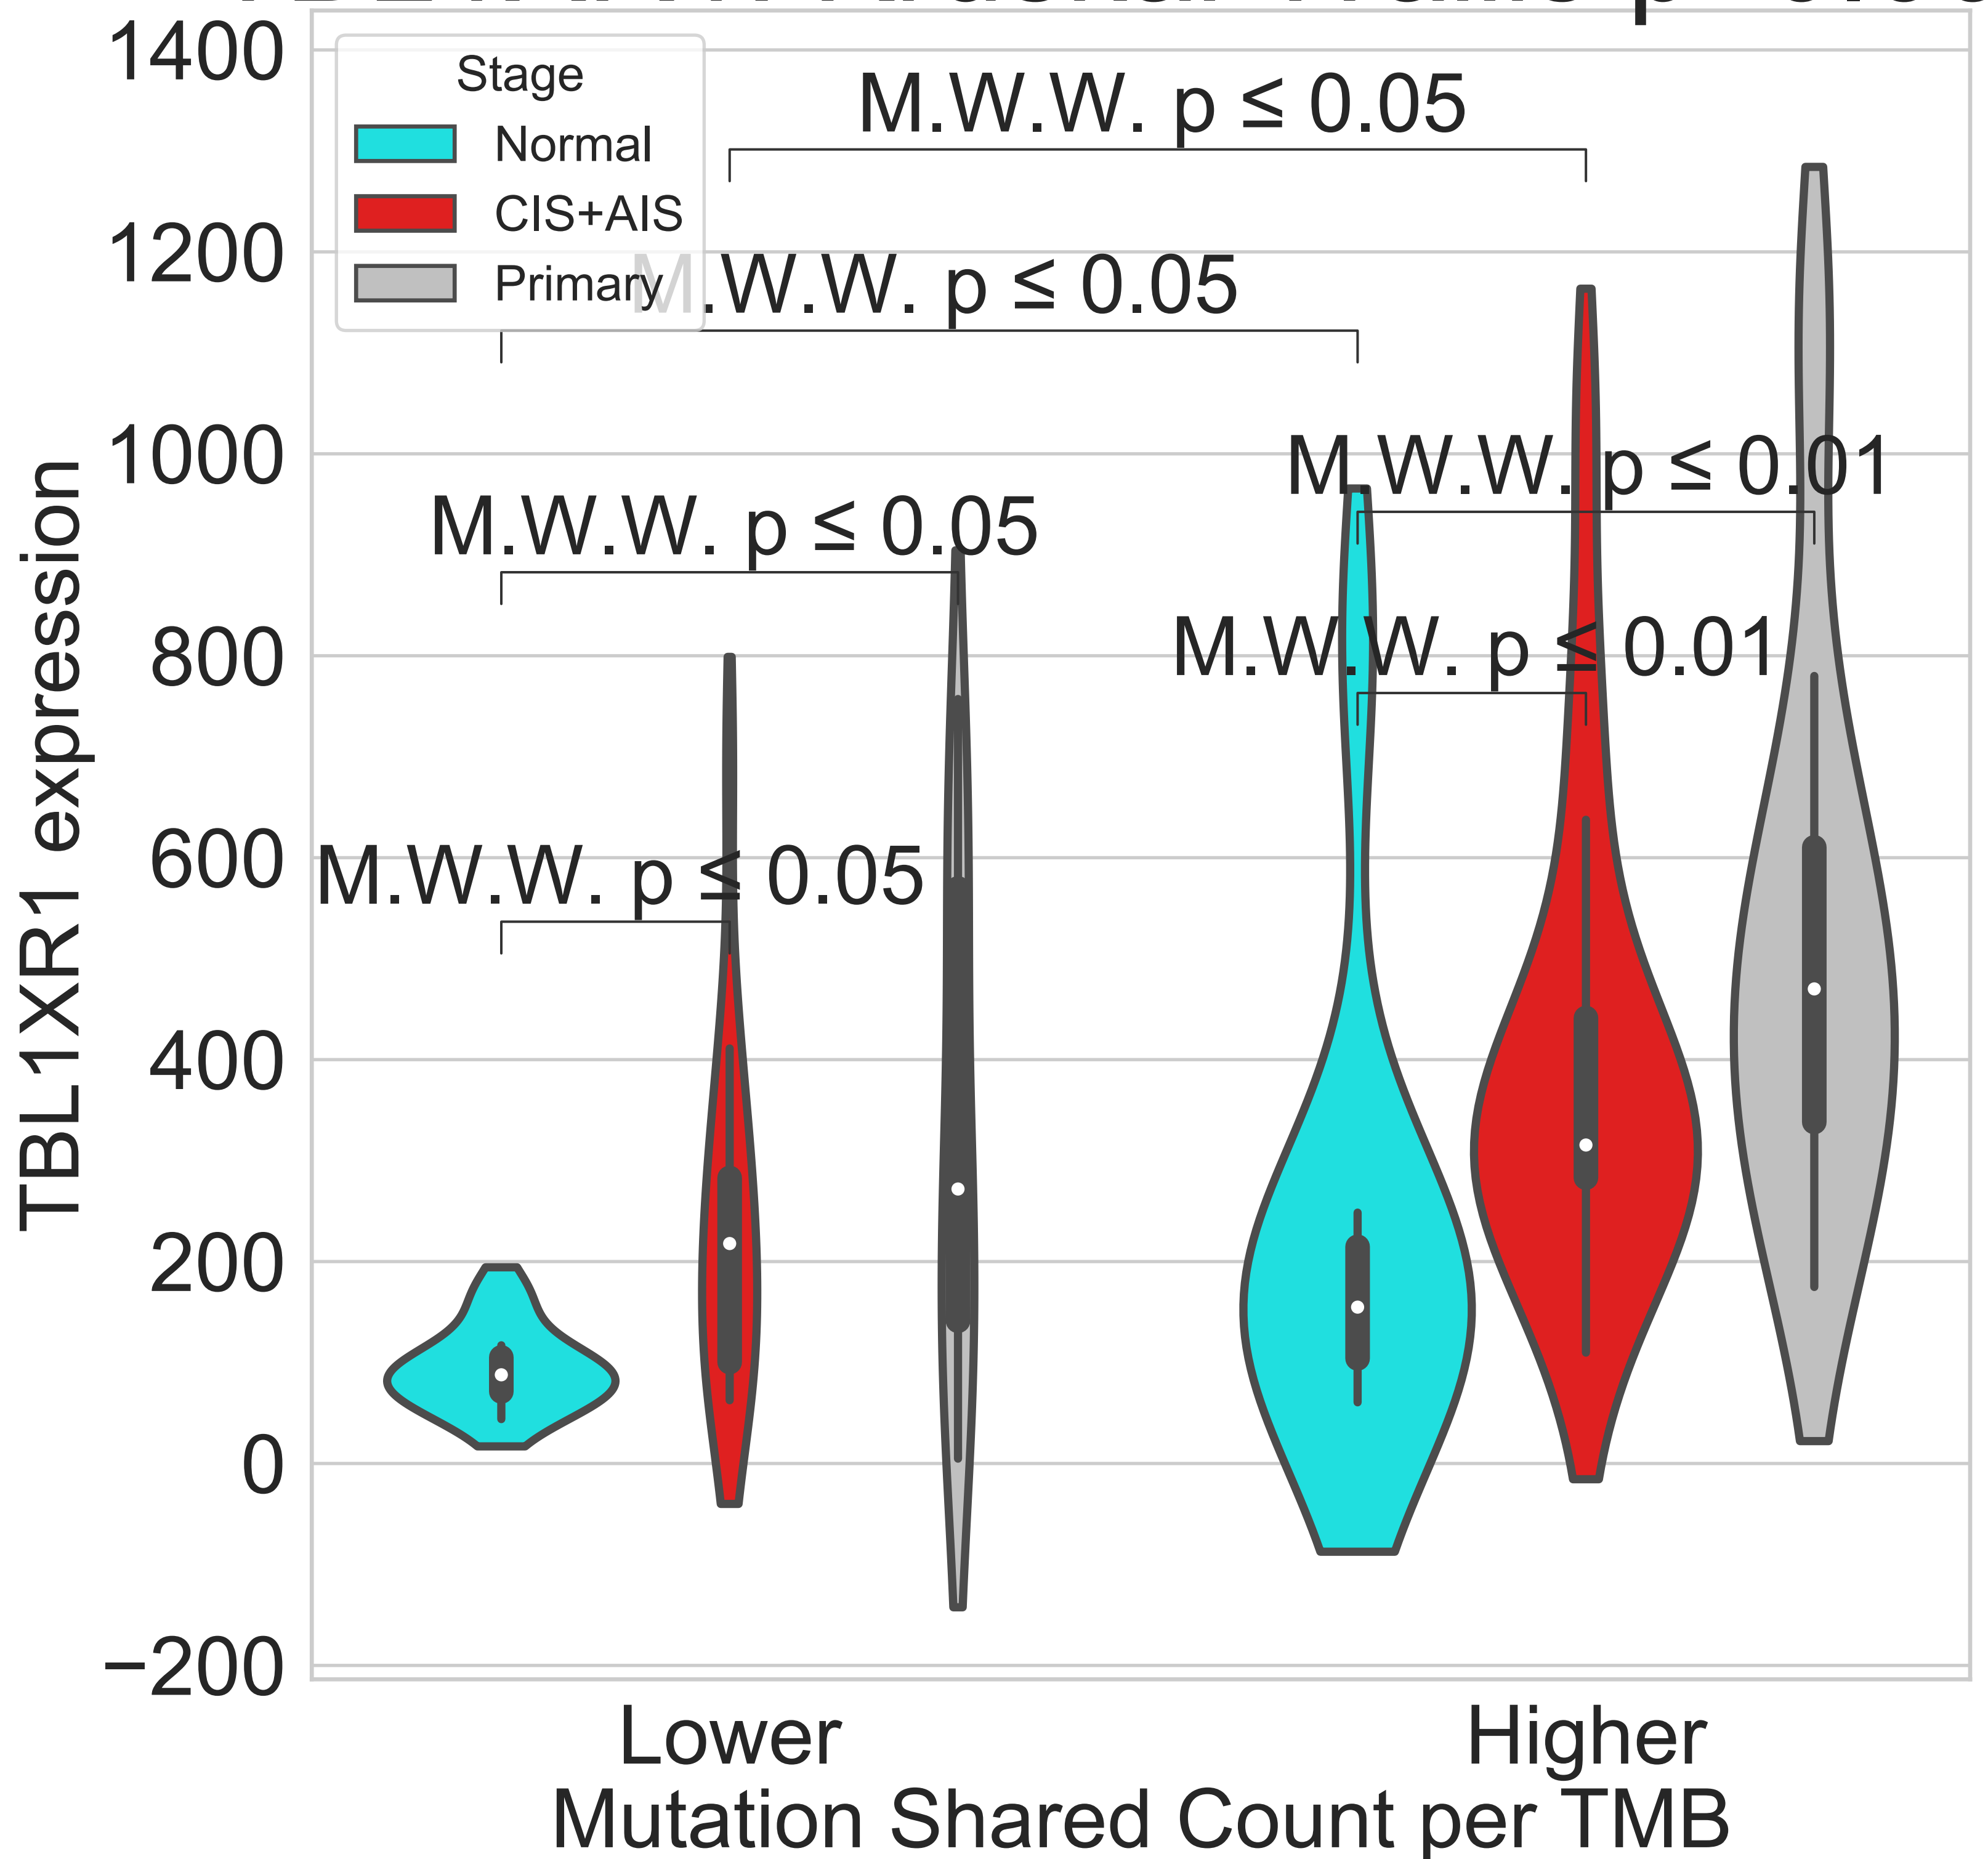 1400
1200
1000
800
600
400
200
0
−200
TBL1XR1 expression
Stage
Normal
CIS+AIS
Primary
M.W.W. p ≤ 0.05
M.W.W. p ≤ 0.05
M.W.W. p ≤ 0.01
M.W.W. p ≤ 0.05
M.W.W. p ≤ 0.01
M.W.W. p ≤ 0.05
Lower Higher
Mutation Shared Count per TMB